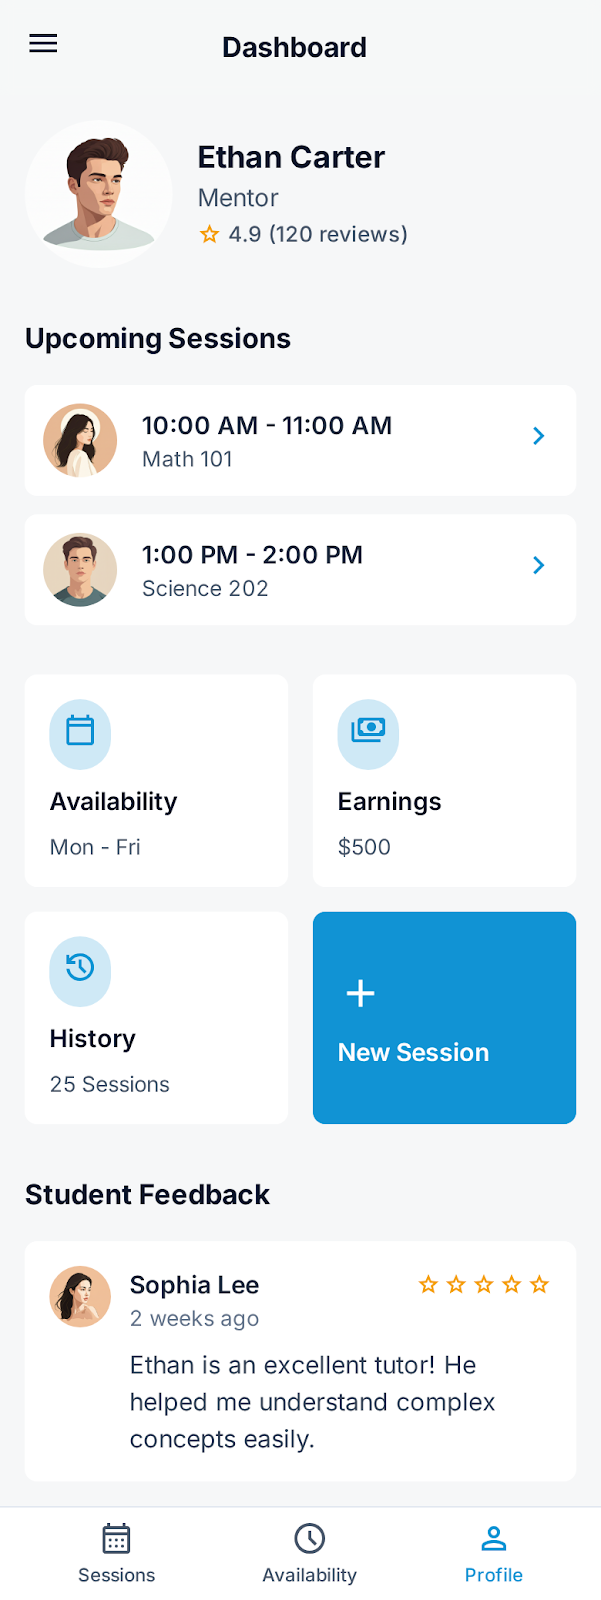 Dashboard
Ethan Carter
Mentor
4.9 (120 reviews)
Upcoming Sessions
10:00 AM - 11:00 AM
Math 101
1:00 PM - 2:00 PM
Science 202
Availability
Mon - Fri
Earnings
$500
History
25 Sessions
New Session
Student Feedback
Sophia Lee
2 weeks ago
Ethan is an excellent tutor! He
helped me understand complex
concepts easily.
Sessions
Availability
Profile